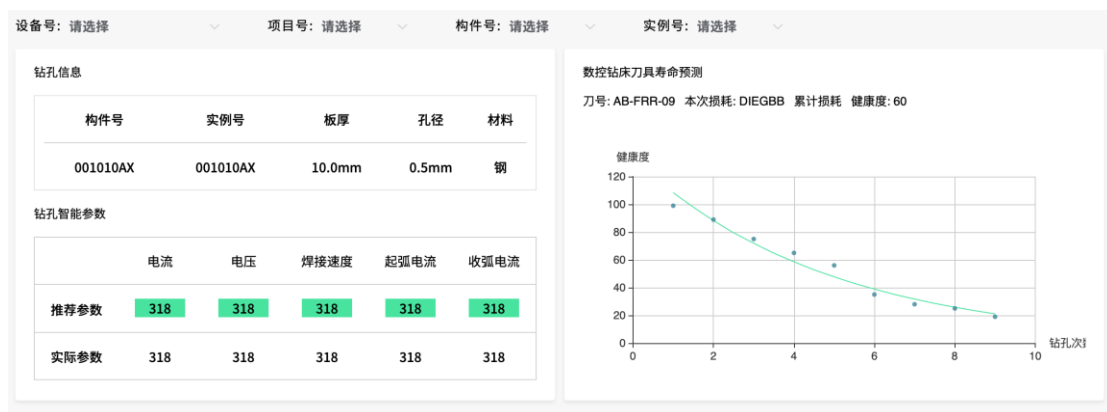 设备号: 请选择 项目号: 请选择 构件号: 请选择 实例号: 请选择
钻孔信息
构件号 实例号 板厚 孔径 材料
001010AX 001010AX 10.0mm 0.5mm 钢
钻孔智能参数
电流 电压 焊接速度 起弧电流 收弧电流
推荐参数 318 318 318 318 318
实际参数 318 318 318 318 318
数控钻床刀具寿命预测
刀号: AB-FRR-09 本次损耗: DIEGBB 累计损耗 健康度: 60
健康度
120
100
80
60
40
20
0
0 2 4 6 8 10
钻孔次